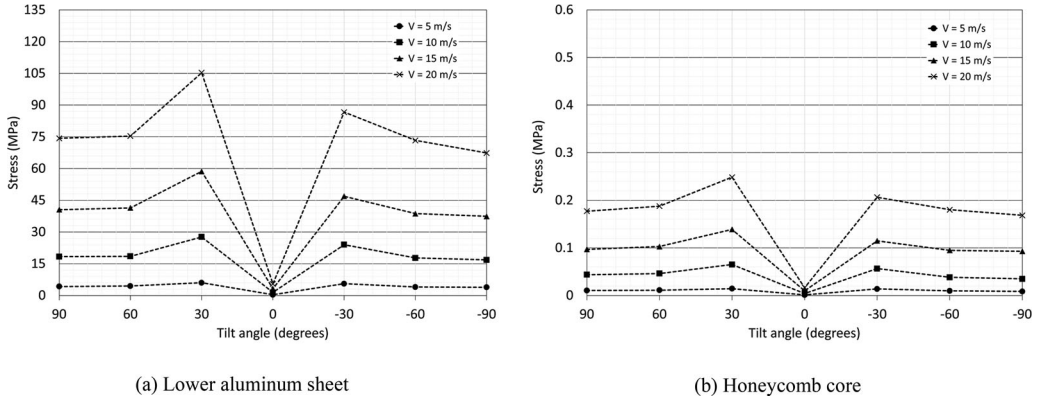 135
120
105
90
75
60
45
30
15
0
Stress (MPa)
90 60 30 0 -30 -60 -90
Tilt angle (degrees)
V = 5 m/s
V = 10 m/s
V = 15 m/s
V = 20 m/s
(a) Lower aluminum sheet
0.6
0.5
0.4
0.3
0.2
0.1
0
Stress (MPa)
90 60 30 0 -30 -60 -90
Tilt angle (degrees)
V = 5 m/s
V = 10 m/s
V = 15 m/s
V = 20 m/s
(b) Honeycomb core